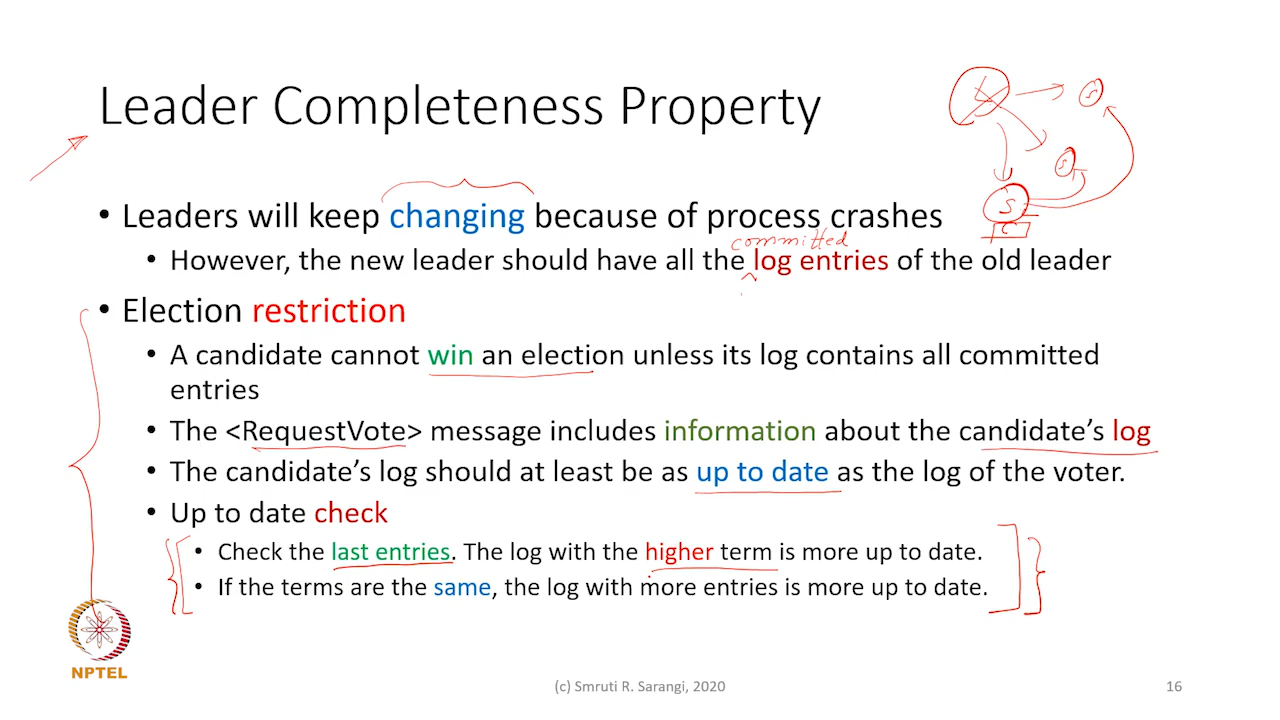 Leader Completeness Property
• Leaders will keep changing because of process crashes
committed
• However, the new leader should have all the log entries of the old leader
• Election restriction
• A candidate cannot win an election unless its log contains all committed
entries
• The <RequestVote> message includes information about the candidate's log
• The candidate's log should at least be as up to date as the log of the voter.
• Up to date check
• Check the last entries. The log with the higher term is more up to date.
• If the terms are the same, the log with more entries is more up to date.
S
S
S
C
NPTEL
(c) Smruti R. Sarangi, 2020
16